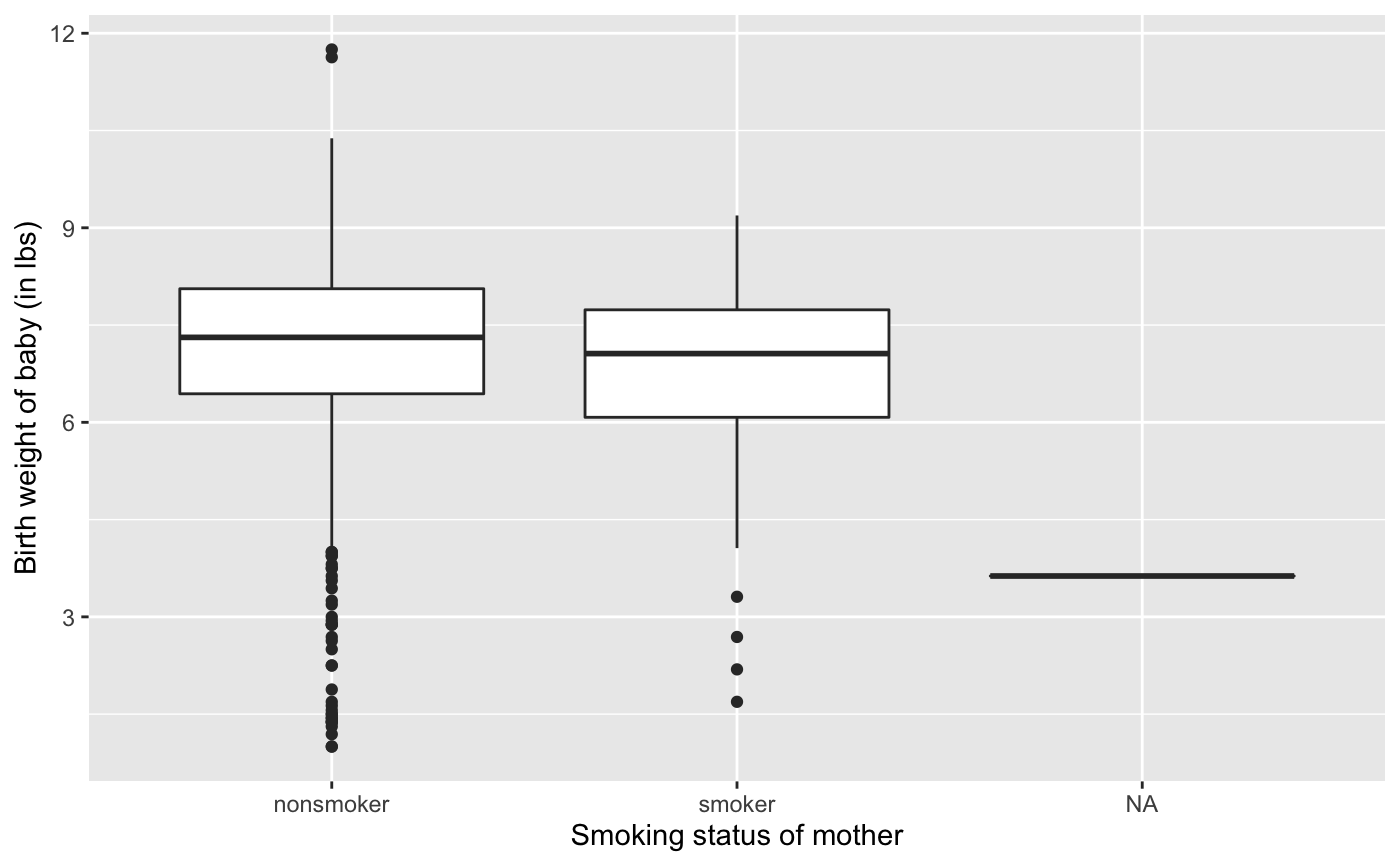 12
9
6
3
Birth weight of baby (in lbs)
nonsmoker smoker NA
Smoking status of mother